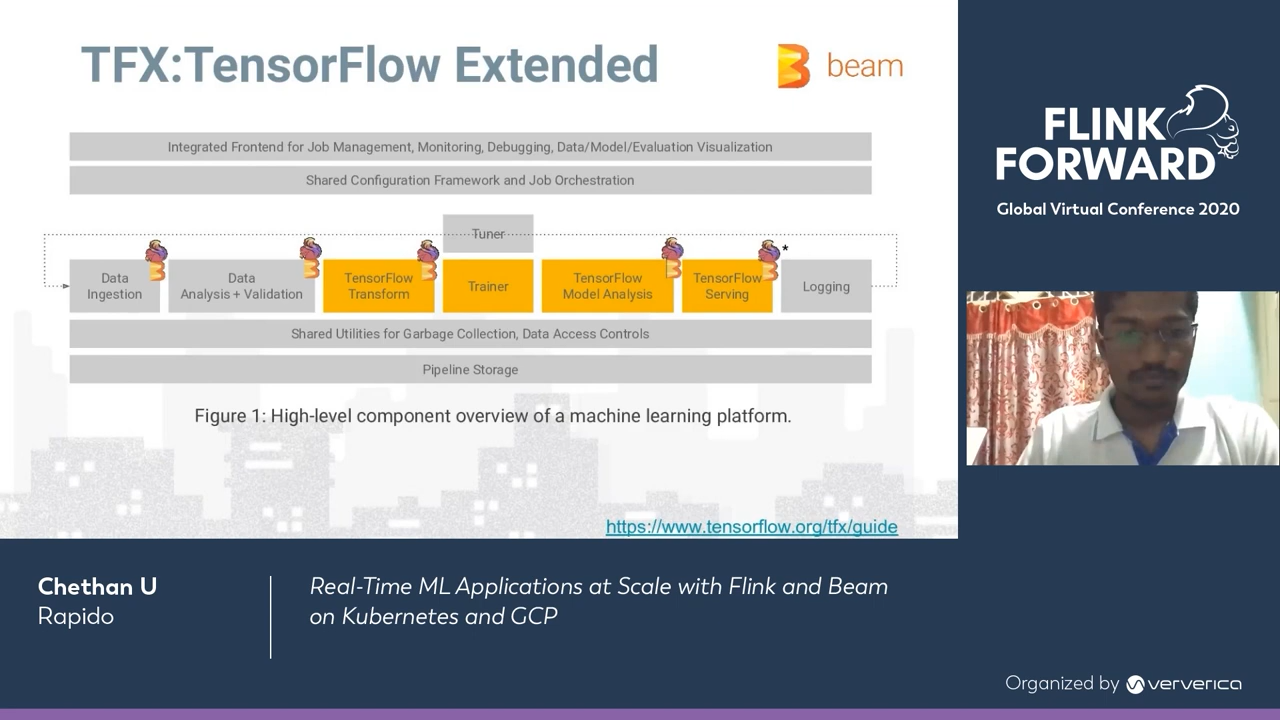 TFX:TensorFlow Extended
beam
Integrated Frontend for Job Management, Monitoring, Debugging, Data/Model/Evaluation Visualization
Shared Configuration Framework and Job Orchestration
Tuner
Data
Ingestion
Data
Analysis + Validation
TensorFlow
Transform
Trainer
TensorFlow
Model Analysis
TensorFlow
Serving
*
Logging
Shared Utilities for Garbage Collection, Data Access Controls
Pipeline Storage
Figure 1: High-level component overview of a machine learning platform.
https://www.tensorflow.org/tfx/guide
FLINK
FORWARD
Global Virtual Conference 2020
Chethan U
Rapido
Real-Time ML Applications at Scale with Flink and Beam
on Kubernetes and GCP
Organized by ververica